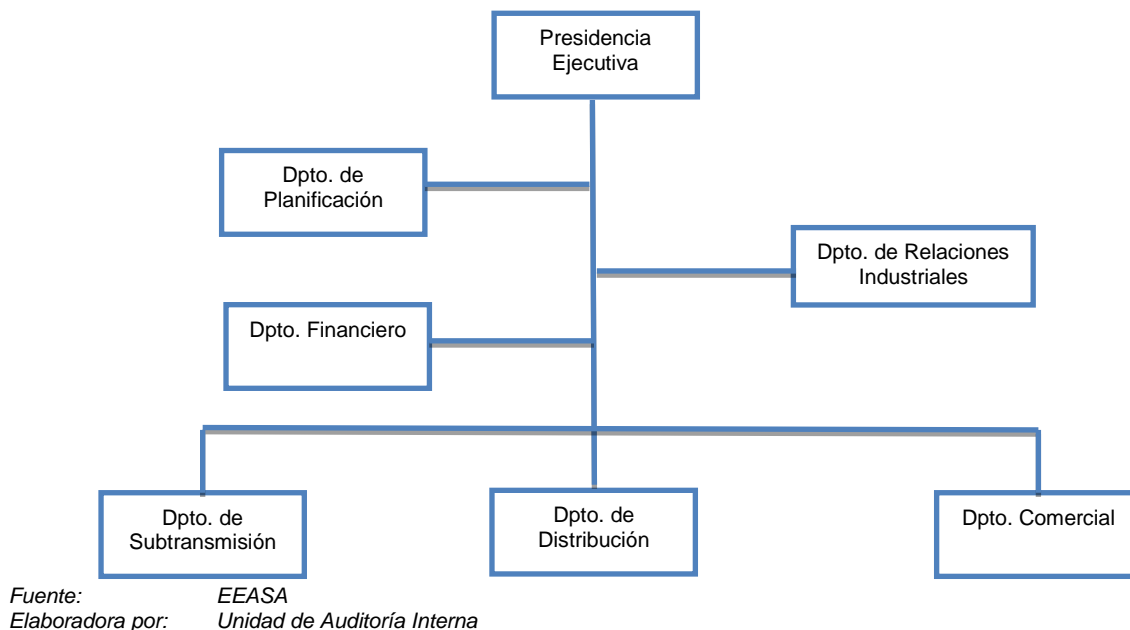 Presidencia
Ejecutiva
Dpto. de
Planificación
Dpto. de Relaciones
Industriales
Dpto. Financiero
Dpto. de
Subtransmisión
Dpto. de
Distribución
Dpto. Comercial
Fuente: EEASA
Elaboradora por: Unidad de Auditoría Interna